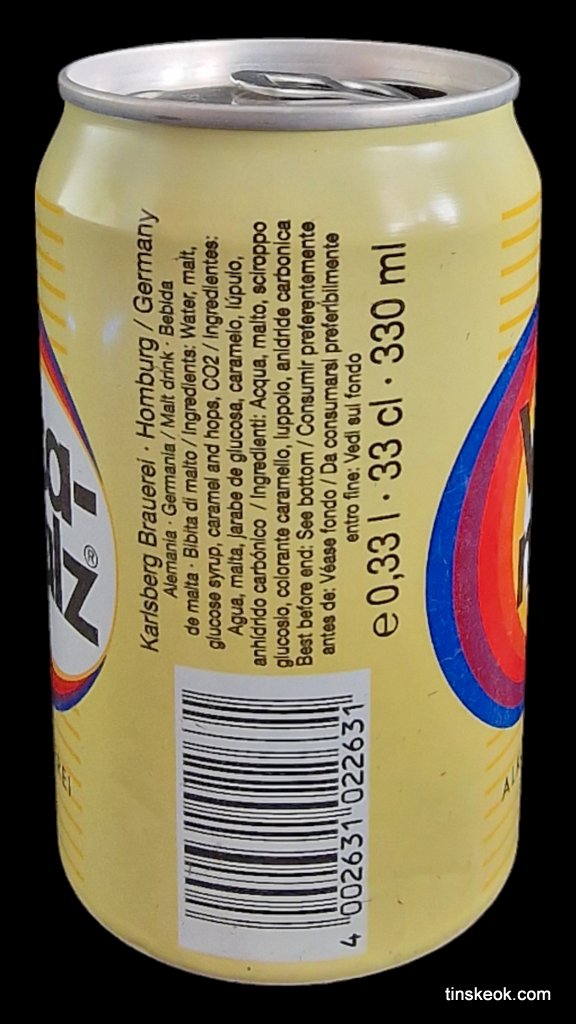 Karlsberg Brauerei · Homburg / Germany
Alemania · Germania / Malt drink · Bebida
de malta · Bibita di malto / Ingredients: Water, malt,
glucose syrup, caramel and hops, CO2 / Ingredientes:
Agua, malta, jarabe de glucosa, caramelo, lúpulo,
anhídrido carbónico / Ingredienti: Acqua, malto, sciroppo
glucosio, colorante caramello, luppolo, anidride carbonica
Best before end: See bottom / Consumir preferentemente
antes de: Véase fondo / Da consumarsi preferibilmente
entro fine: Vedi sul fondo
e 0,33 l · 33 cl · 330 ml
4 002631 022631
a-
alz®
REI
AL
tinskeok.com